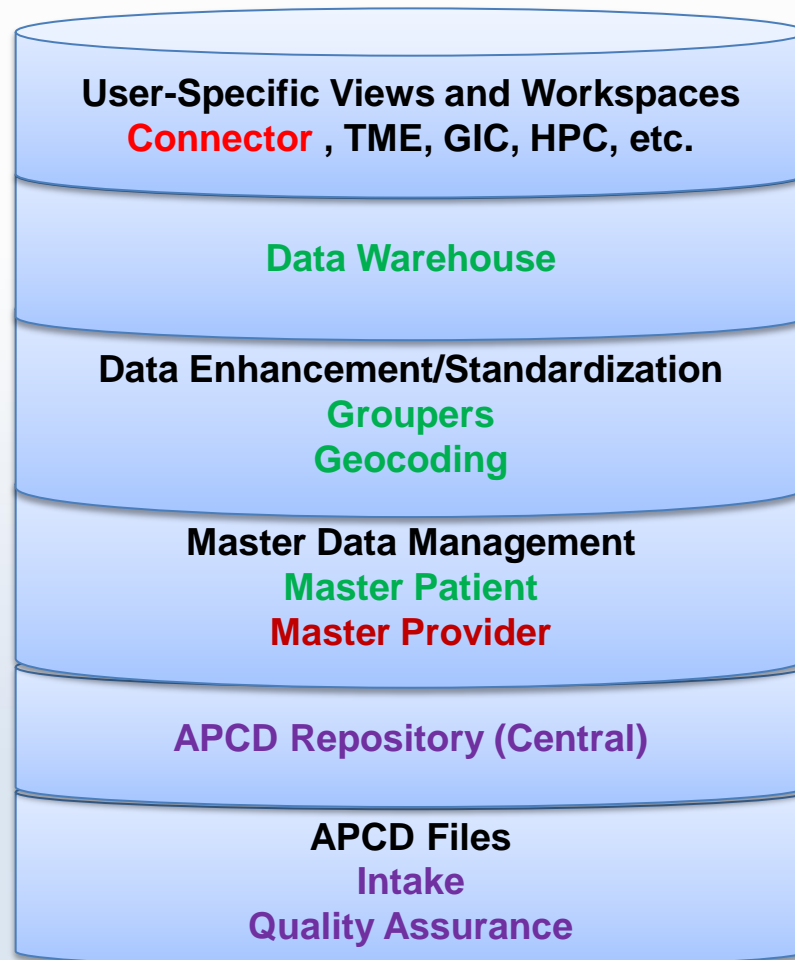 User-Specific Views and Workspaces
Connector , TME, GIC, HPC, etc.
Data Warehouse
Data Enhancement/Standardization
Groupers
Geocoding
Master Data Management
Master Patient
Master Provider
APCD Repository (Central)
APCD Files
Intake
Quality Assurance